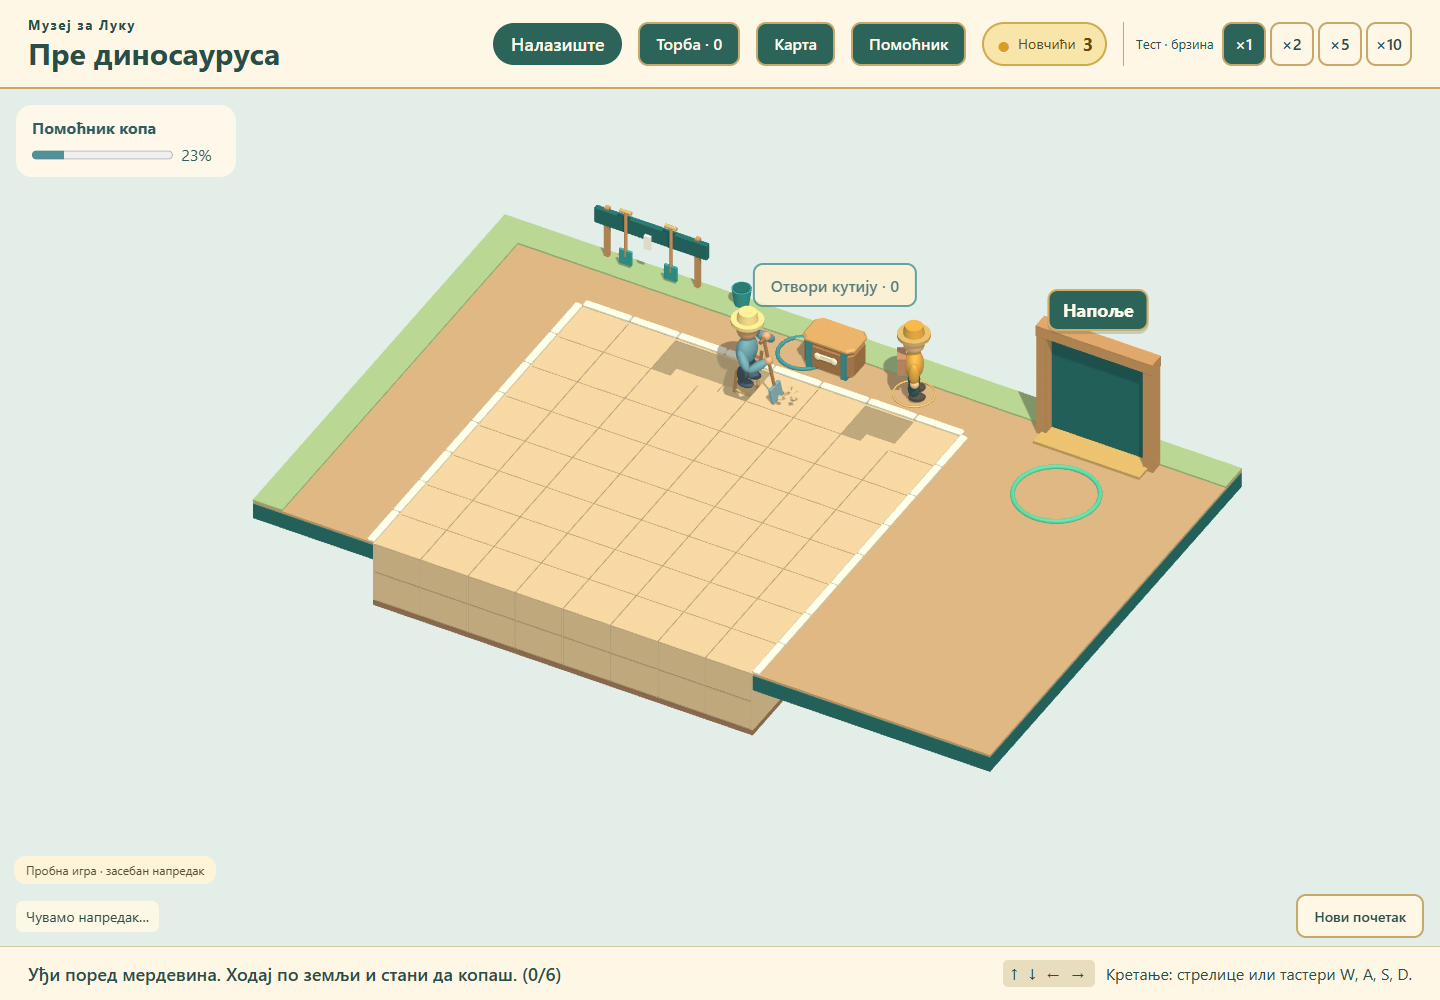 Музеј за Луку
Пре диносауруса
Налазиште
Торба · 0
Карта
Помоћник
Новчићи 3
Тест · брзина
×1
×2
×5
×10
Помоћник копа
23%
Отвори кутију · 0
Напоље
Пробна игра · засебан напредак
Чувамо напредак...
Нови почетак
Уђи поред мердевина. Ходај по земљи и стани да копаш. (0/6)
↑ ↓ ← → Кретање: стрелице или тастери W, A, S, D.